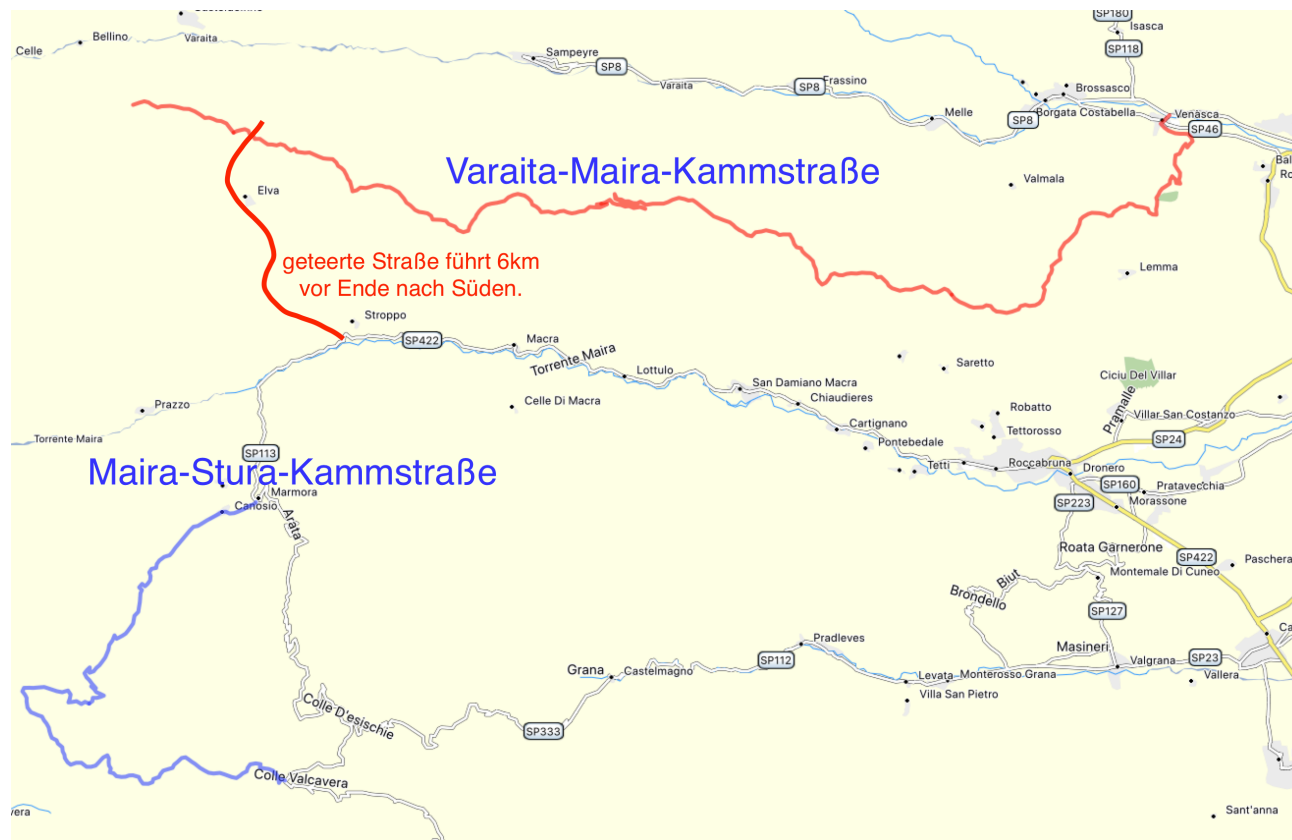 SP180
Isasca
SP118
Bellino
Varaita
Celle
Sampeyre
SP8
Varaita
SP8
Frassino
Brossasco
Melle
SP8
Borgata Costabella
Venasca
SP46
Varaita-Maira-Kammstraße
Valmala
Elva
geteerte Straße führt 6km
vor Ende nach Süden.
Lemma
Stroppo
SP422
Macra
Torrente Maira
Lottulo
San Damiano Macra
Chiaudieres
Celle Di Macra
Cartignano
Pontebedale
Saretto
Ciciu Del Villar
Pramalle
Robatto
Tettorosso
Villar San Costanzo
SP24
Prazzo
Torrente Maira
SP113
Maira-Stura-Kammstraße
Marmora
Canosio
Arata
Tetti
Roccabruna
Dronero
SP160
Pratavecchia
SP223
Morassone
Roata Garnerone
SP422
Paschera
Montemale Di Cuneo
Biut
Brondello
SP127
Masineri
Pradleves
SP112
Grana
Castelmagno
Levata
Monterosso Grana
Valgrana
SP23
Vallera
Villa San Pietro
Colle D'esischie
SP333
Colle Valcavera
Sant'anna